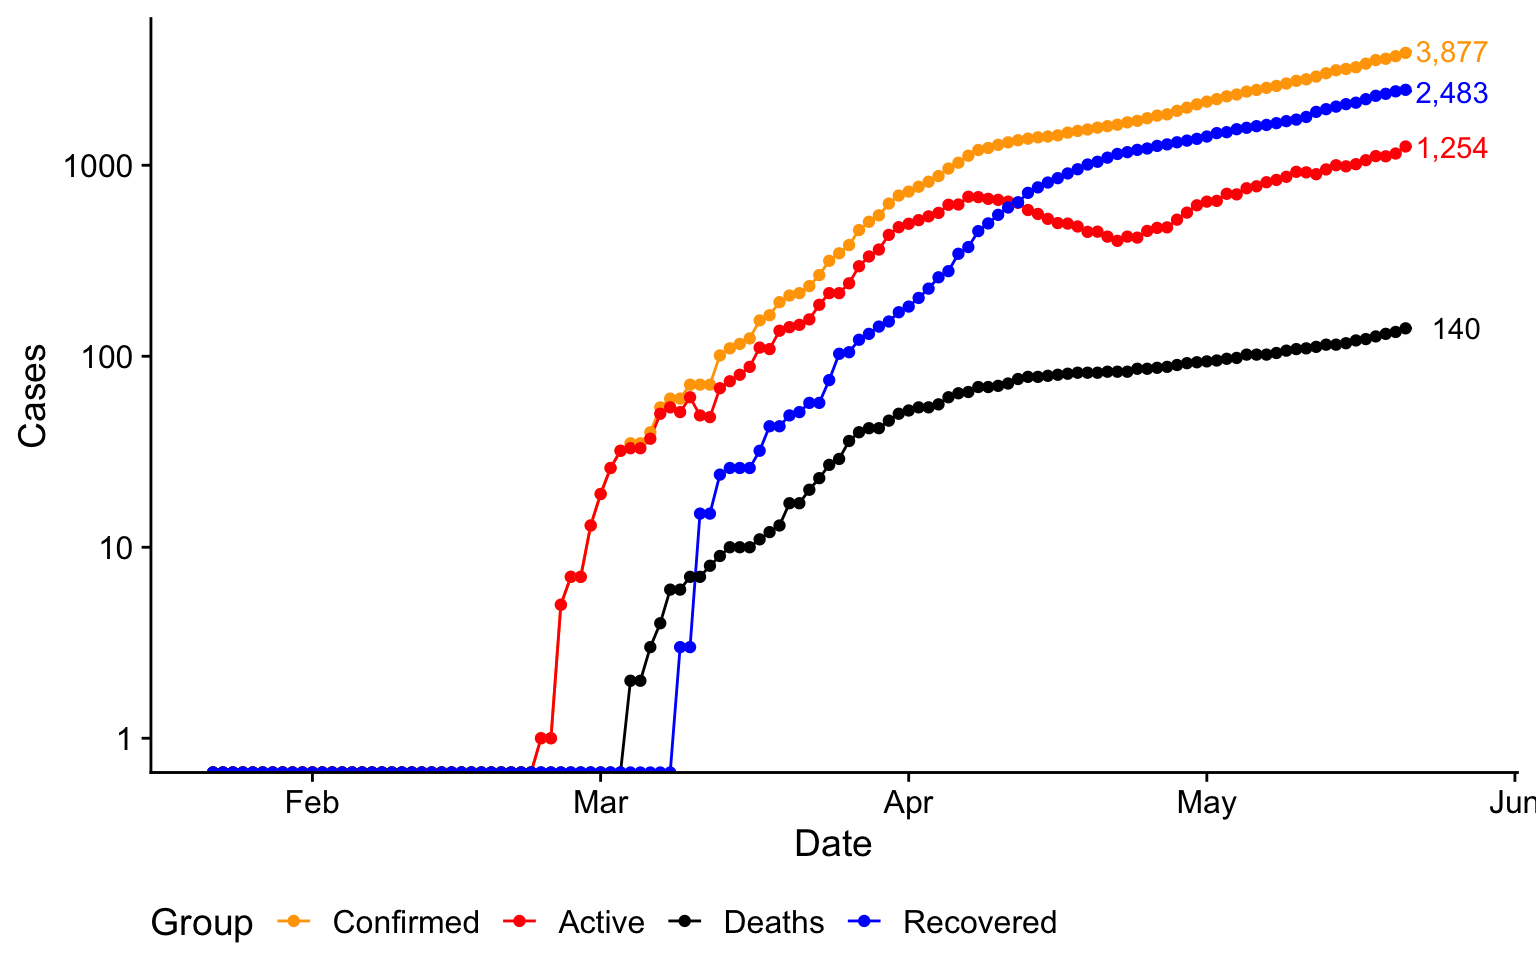 3,877
2,483
1,254
140
1000
100
10
1
Cases
Feb Mar Apr May Jun
Date
Group Confirmed Active Deaths Recovered